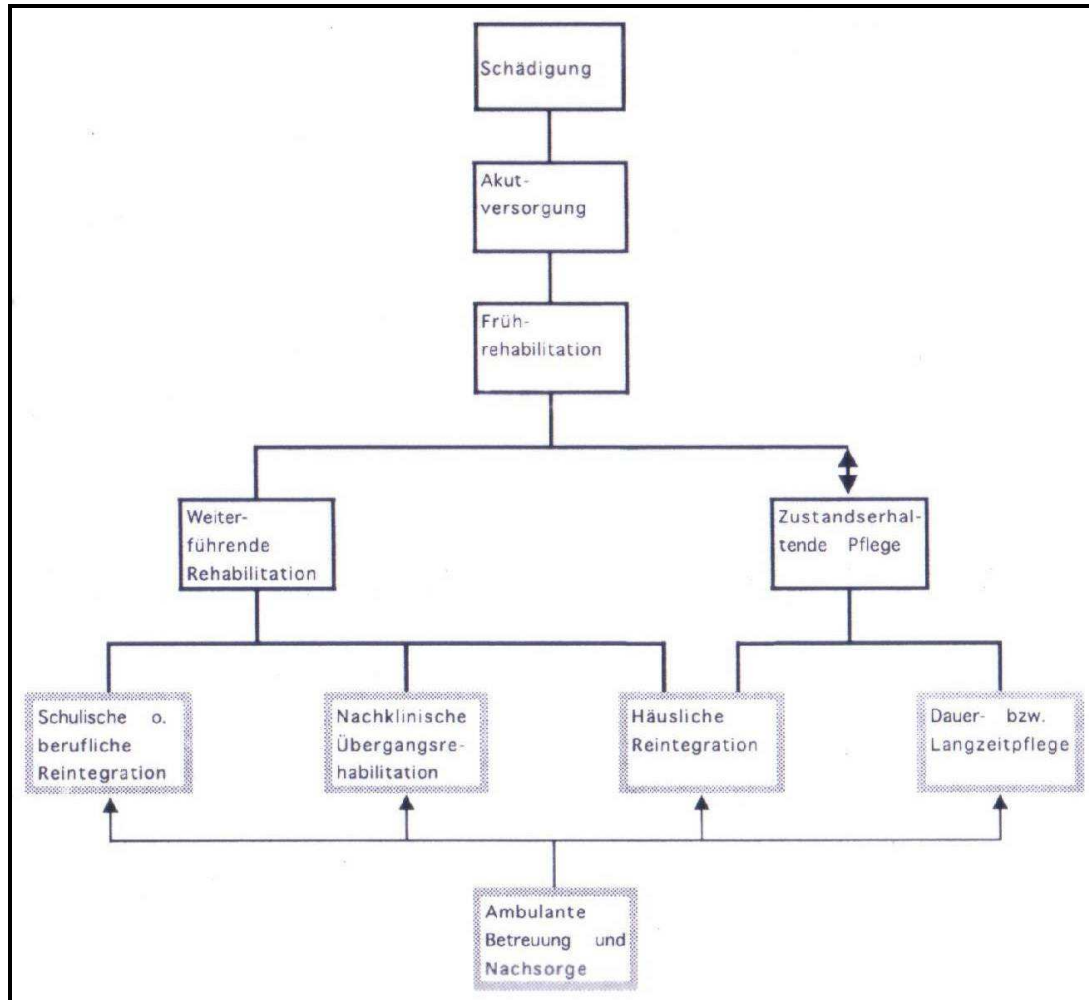 Schädigung
Akut-
versorgung
Früh-
rehabilitation
Weiter-
führende
Rehabilitation
Zustandserhal-
tende Pflege
Schulische o.
berufliche
Reintegration
Nachklinische
Übergangsre-
habilitation
Häusliche
Reintegration
Dauer- bzw.
Langzeitpflege
Ambulante
Betreuung und
Nachsorge